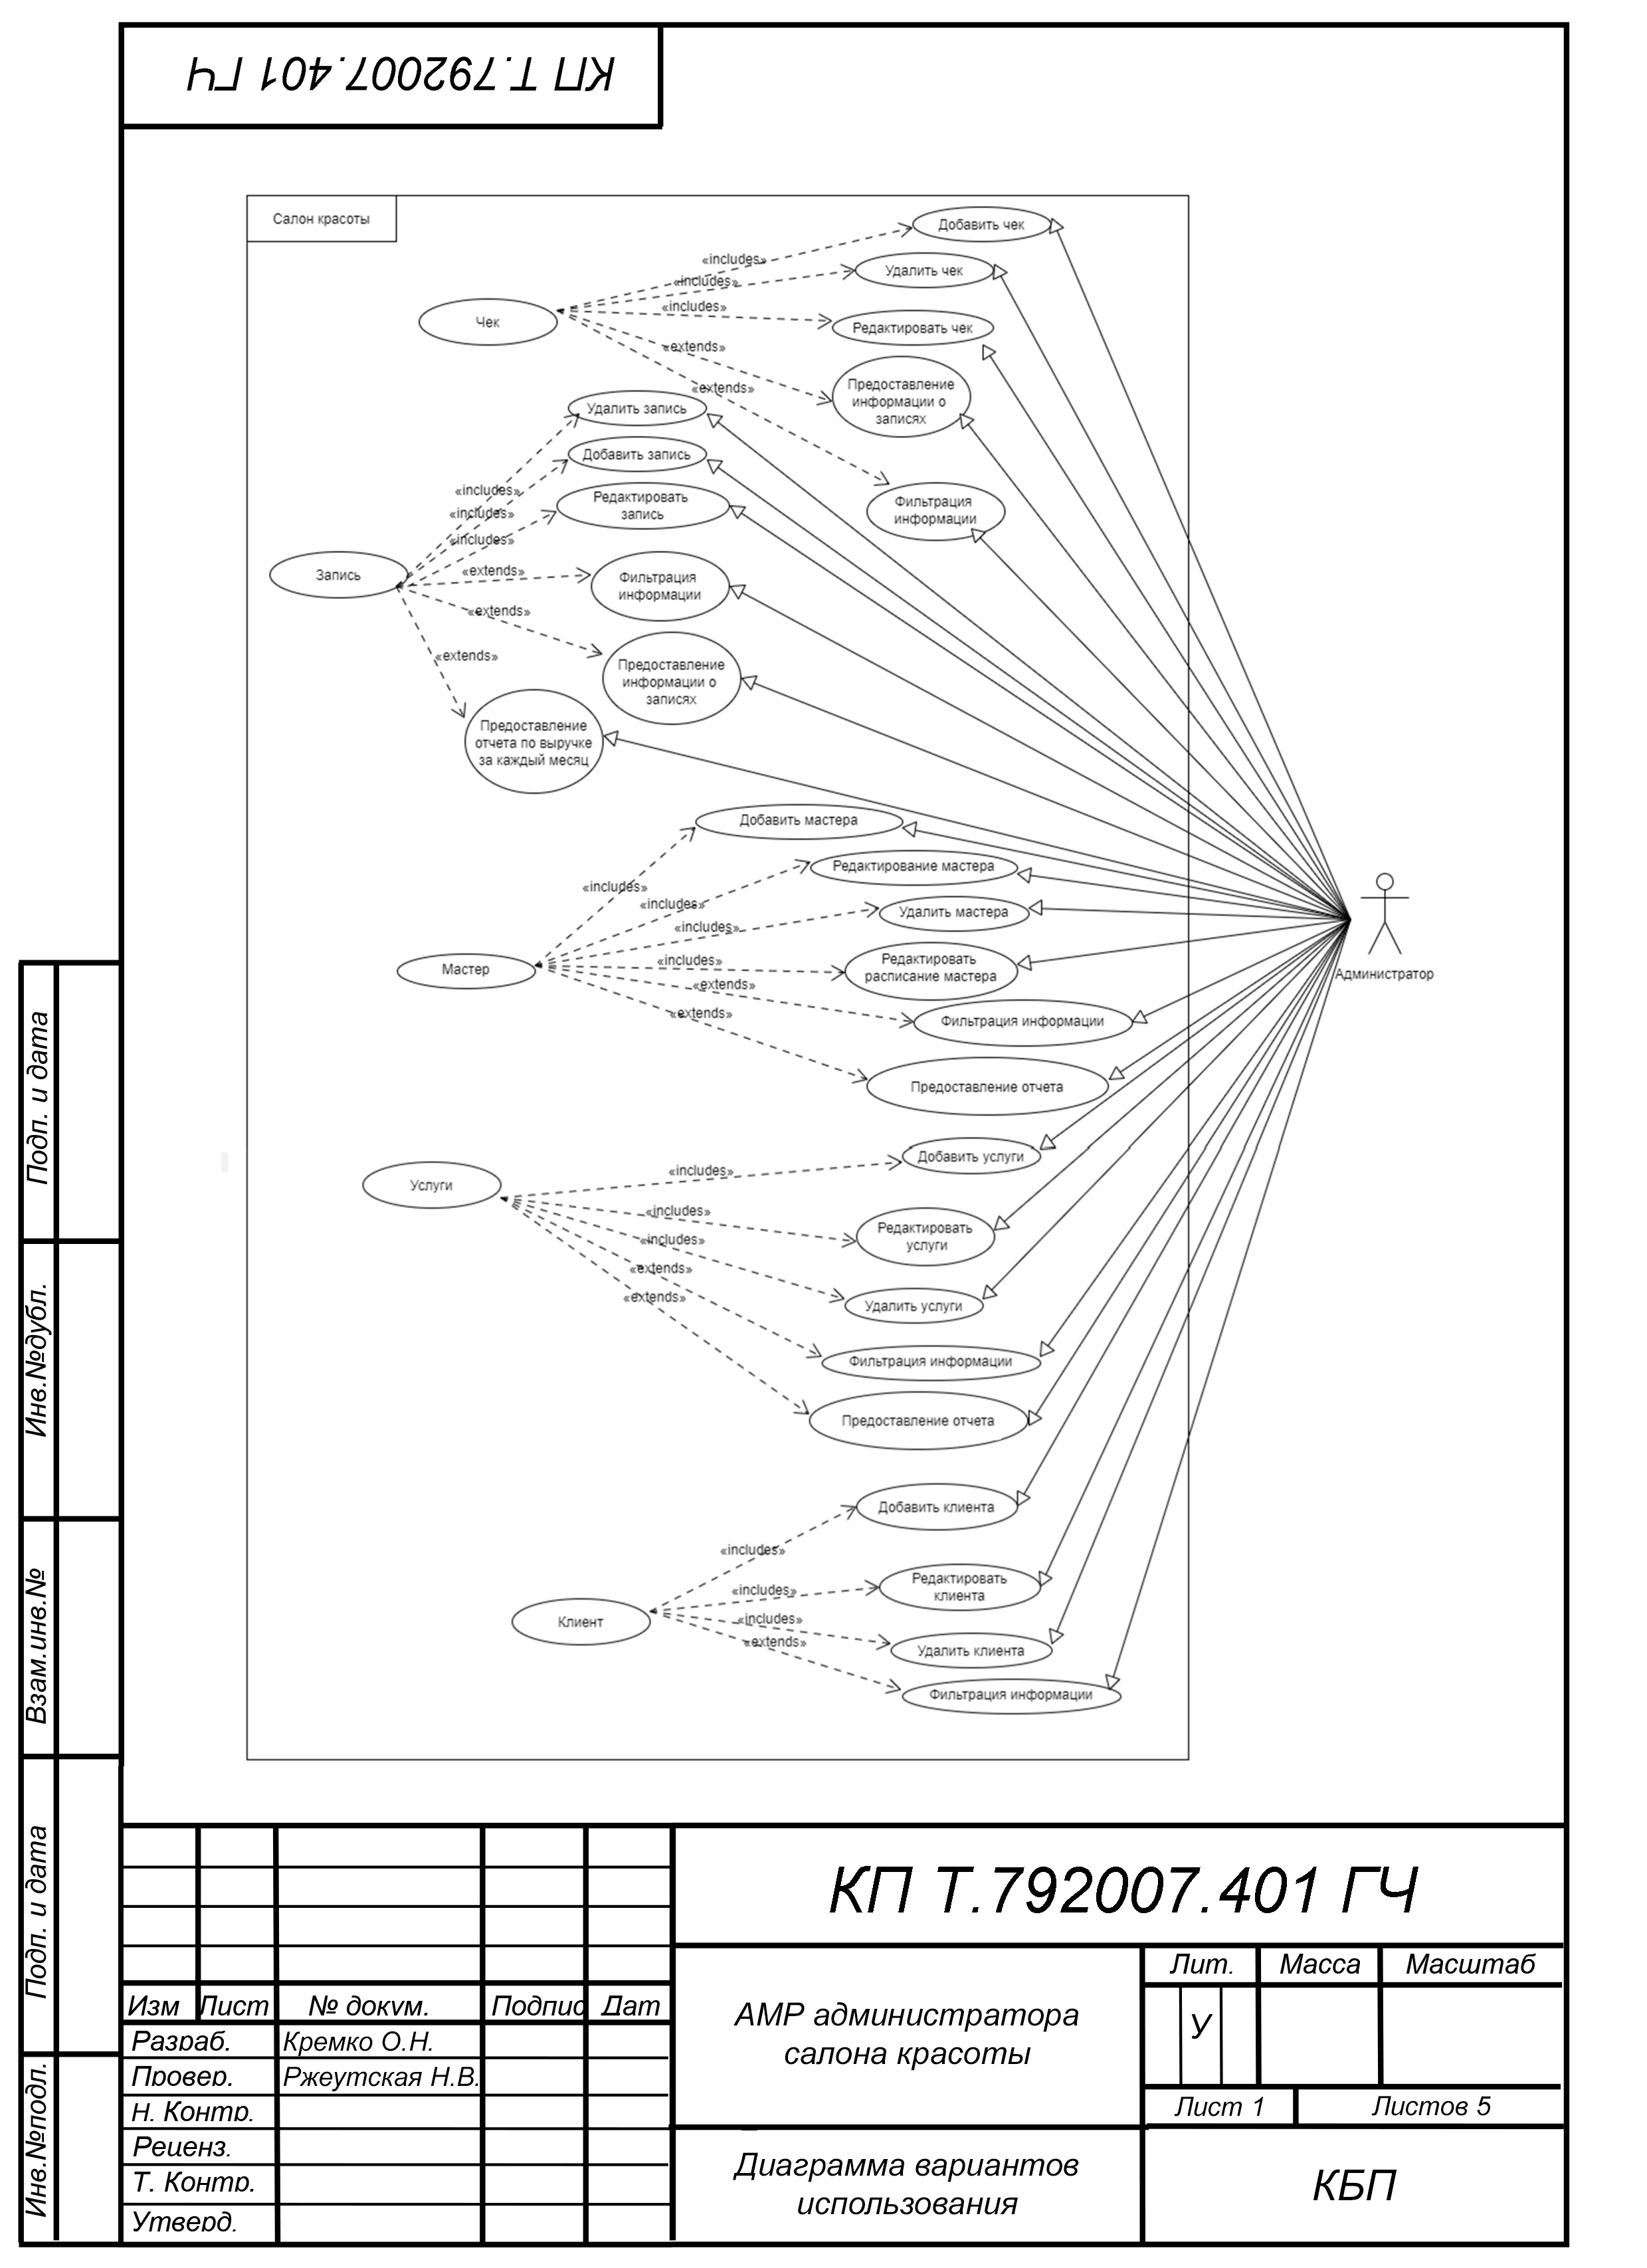 КП Т.792007.401 ГЧ
Салон красоты
Добавить чек
«includes»
Удалить чек
«includes»
«includes»
Чек
Редактировать чек
«extends»
Предоставление
информации о
записях
«extends»
Фильтрация
информации
Удалить запись
Добавить запись
«includes»
Редактировать
запись
«includes»
«includes»
Запись
«extends»
Фильтрация
информации
«extends»
Предоставление
информации о
записях
«extends»
Предоставление
отчета по выручке
за каждый месяц
Добавить мастера
Редактирование мастера
«includes»
«includes»
Удалить мастера
«includes»
Мастер
«includes»
Редактировать
расписание мастера
Администратор
«extends»
Фильтрация информации
«extends»
Предоставление отчета
Добавить услуги
«includes»
Услуги
«includes»
Редактировать
услуги
«includes»
«extends»
Удалить услуги
«extends»
Фильтрация информации
Предоставление отчета
Добавить клиента
«includes»
Редактировать
клиента
«includes»
Клиент
«includes»
«extends»
Удалить клиента
Фильтрация информации
Подп. и дата
Инв.№дубл.
Взам.инв.№
Подп. и дата
Инв.№подл.
КП Т.792007.401 ГЧ
Изм Лист № докум. Подпис Дат
Разраб. Кремко О.Н.
Провер. Ржеутская Н.В.
Н. Контр.
Реценз.
Т. Контр.
Утверд.
АМР администратора
салона красоты
Диаграмма вариантов
использования
Лит. Масса Масштаб
У
Лист 1 Листов 5
КБП